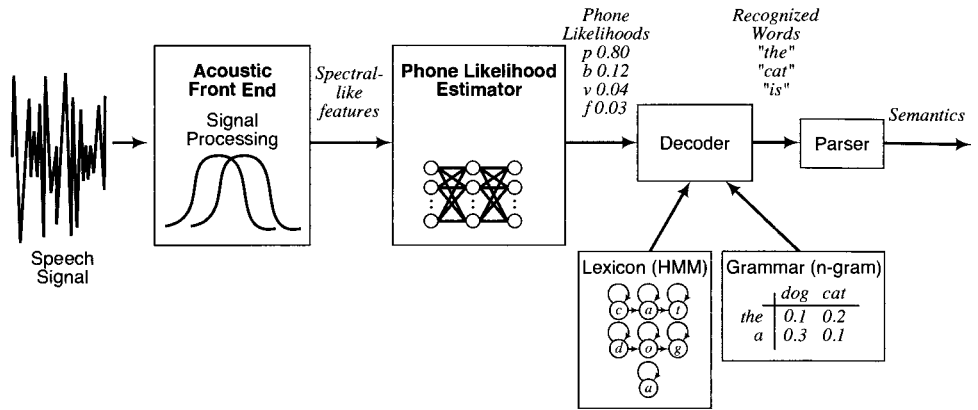 Speech
Signal
Acoustic
Front End
Signal
Processing
Spectral-
like
features
Phone Likelihood
Estimator
Phone
Likelihoods
p 0.80
b 0.12
v 0.04
f 0.03
Decoder
Recognized
Words
"the"
"cat"
"is"
Parser
Semantics
Lexicon (HMM)
c a t
d o g
a
Grammar (n-gram)
dog cat
the 0.1 0.2
a 0.3 0.1